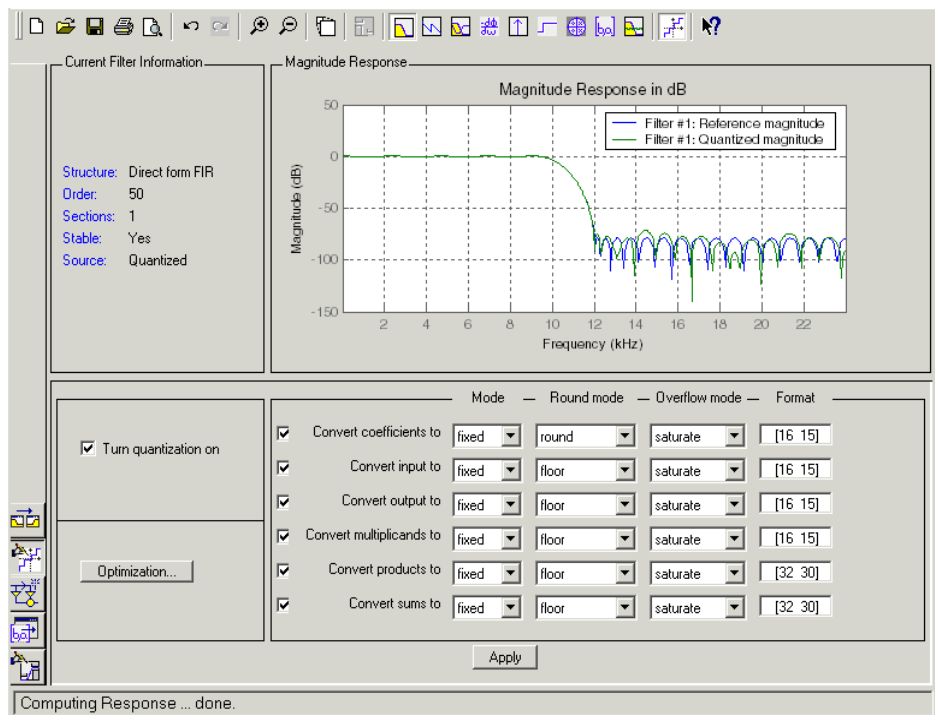 Current Filter Information
Structure: Direct form FIR
Order: 50
Sections: 1
Stable: Yes
Source: Quantized
Magnitude Response
Magnitude Response in dB
Filter #1: Reference magnitude
Filter #1: Quantized magnitude
Magnitude (dB)
50
0
-50
-100
-150
2 4 6 8 10 12 14 16 18 20 22
Frequency (kHz)
Turn quantization on
Optimization...
Mode Round mode Overflow mode Format
Convert coefficients to fixed round saturate [16 15]
Convert input to fixed floor saturate [16 15]
Convert output to fixed floor saturate [16 15]
Convert multiplicands to fixed floor saturate [16 15]
Convert products to fixed floor saturate [32 30]
Convert sums to fixed floor saturate [32 30]
Apply
Computing Response ... done.